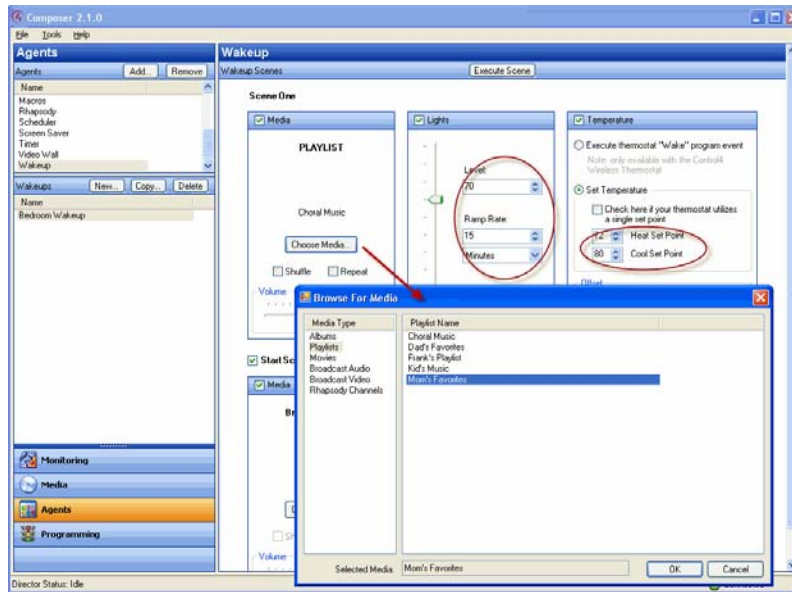 Composer 2.1.0
File Tools Help
Agents
Agents Add... Remove
Name
Macros
Rhapsody
Scheduler
Screen Saver
Timer
Video Wall
Wakeup
Wakeups New... Copy... Delete
Name
Bedroom Wakeup
Monitoring
Media
Agents
Programming
Director Status: Idle
Wakeup
Wakeup Scenes Execute Scene
Scene One
Media
PLAYLIST
Choral Music
Choose Media...
Shuffle Repeat
Volume
Lights
Level:
70
Ramp Rate:
15
Minutes
Temperature
Execute thermostat "Wake" program event
Note: only available with the Control4
Wireless Thermostat
Set Temperature
Check here if your thermostat utilizes
a single set point
72 Heat Set Point
80 Cool Set Point
Offset
Start Sc
Media
Volume
Browse For Media
Media Type
Albums
Playlists
Movies
Broadcast Audio
Broadcast Video
Rhapsody Channels
Playlist Name
Choral Music
Dad's Favorites
Frank's Playlist
Kid's Music
Mom's Favorites
Selected Media: Mom's Favorites
OK Cancel